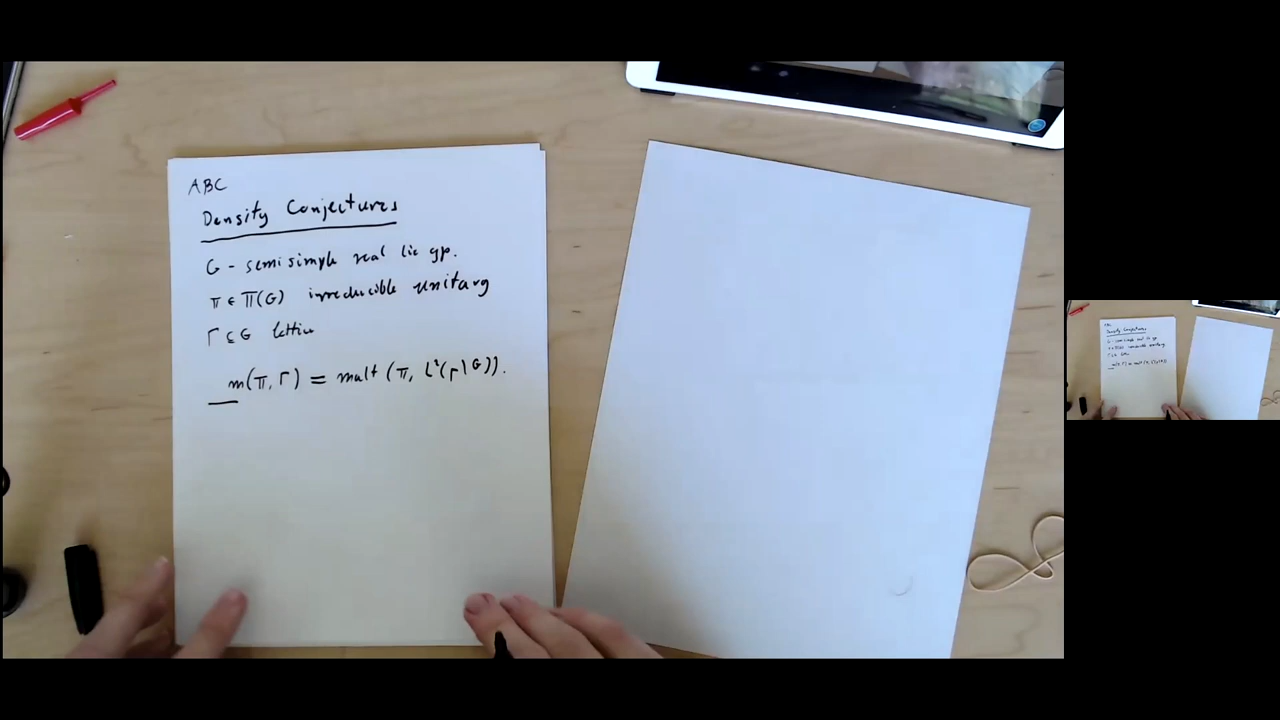 ABC
Density Conjectures
G - semisimple real lie gp.
π ∈ Π(G) irreducible unitary
Γ ⊆ G lattice
m(π, Γ) = mult (π, L²(Γ\G)).